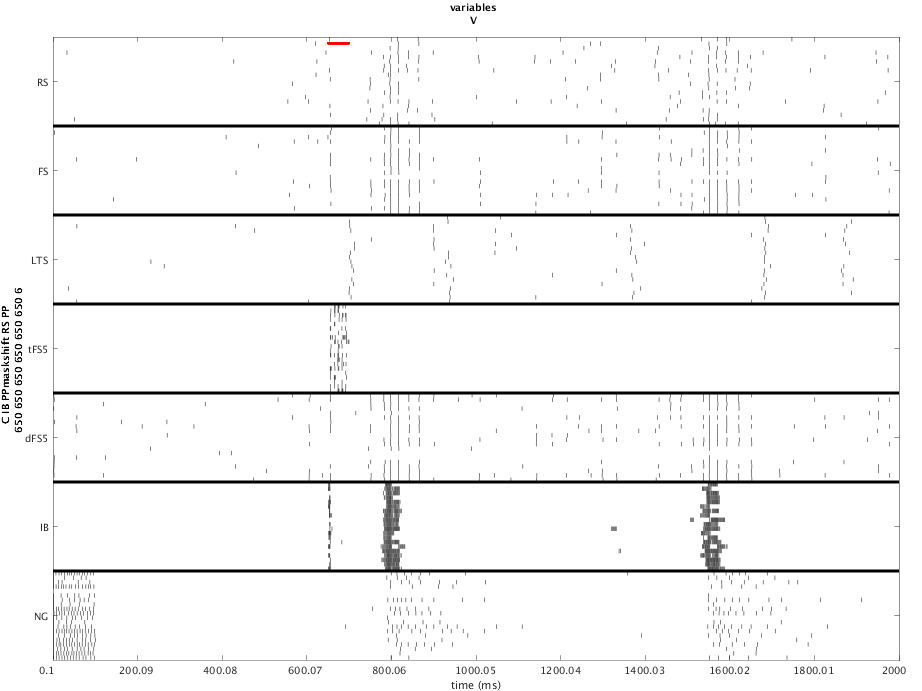 variables
V
RS
FS
LTS
tFS5
dFS5
IB
NG
C IB PPmaskshift RS PP
650 650 650 650 650 650 6
0.1 200.09 400.08 600.07 800.06 1000.05 1200.04 1400.03 1600.02 1800.01 2000
time (ms)